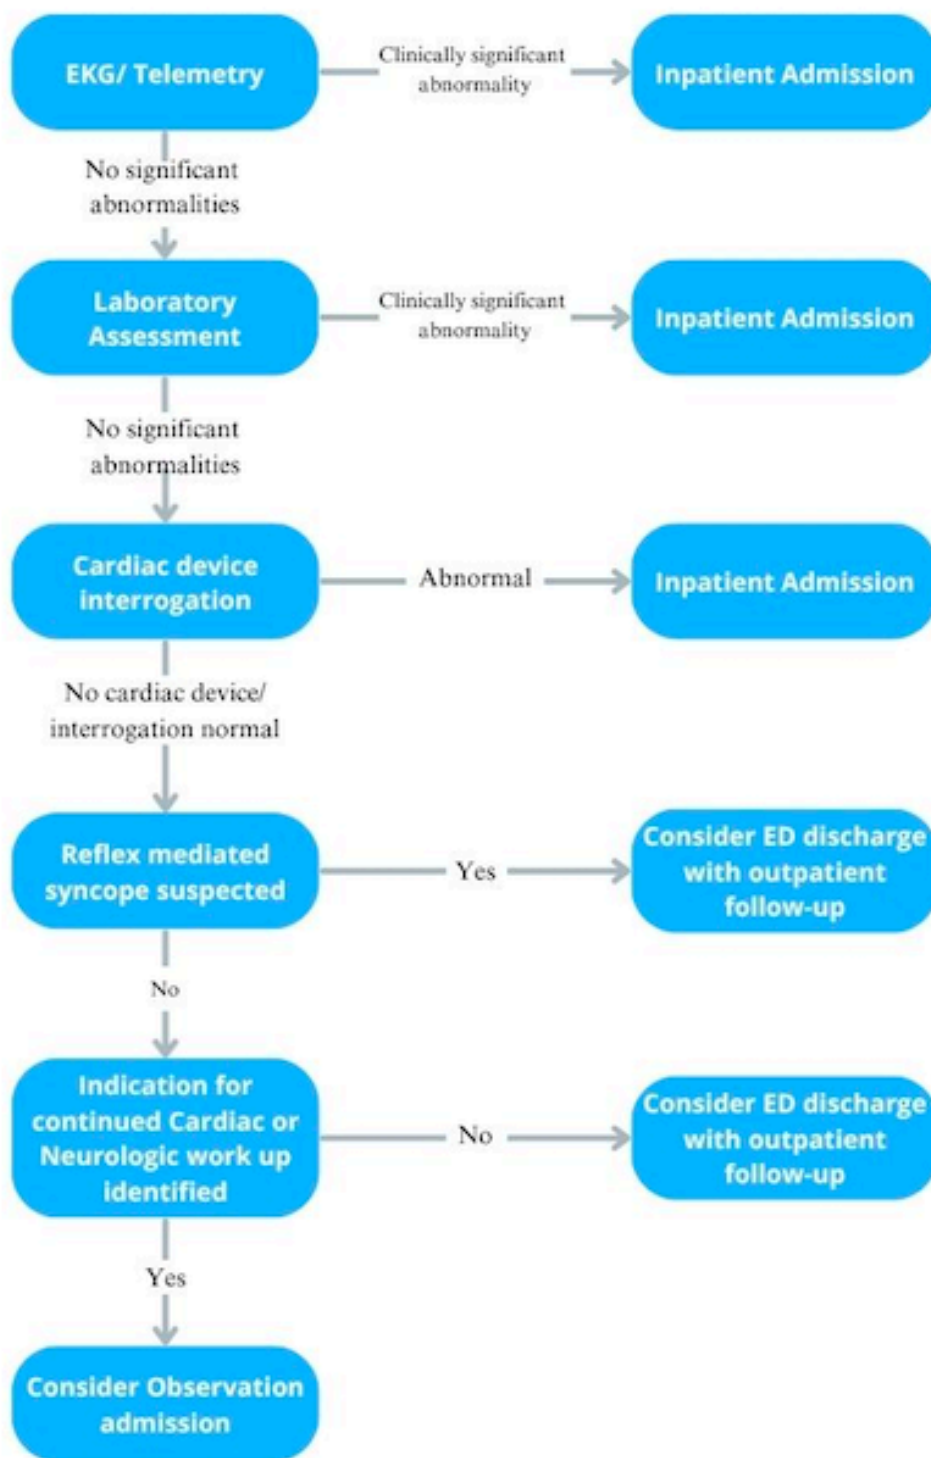 EKG/ Telemetry
Clinically significant
abnormality
Inpatient Admission
No significant
abnormalities
Laboratory
Assessment
Clinically significant
abnormality
Inpatient Admission
No significant
abnormalities
Cardiac device
interrogation
Abnormal
Inpatient Admission
No cardiac device/
interrogation normal
Reflex mediated
syncope suspected
Yes
Consider ED discharge
with outpatient
follow-up
No
Indication for
continued Cardiac or
Neurologic work up
identified
No
Consider ED discharge
with outpatient
follow-up
Yes
Consider Observation
admission